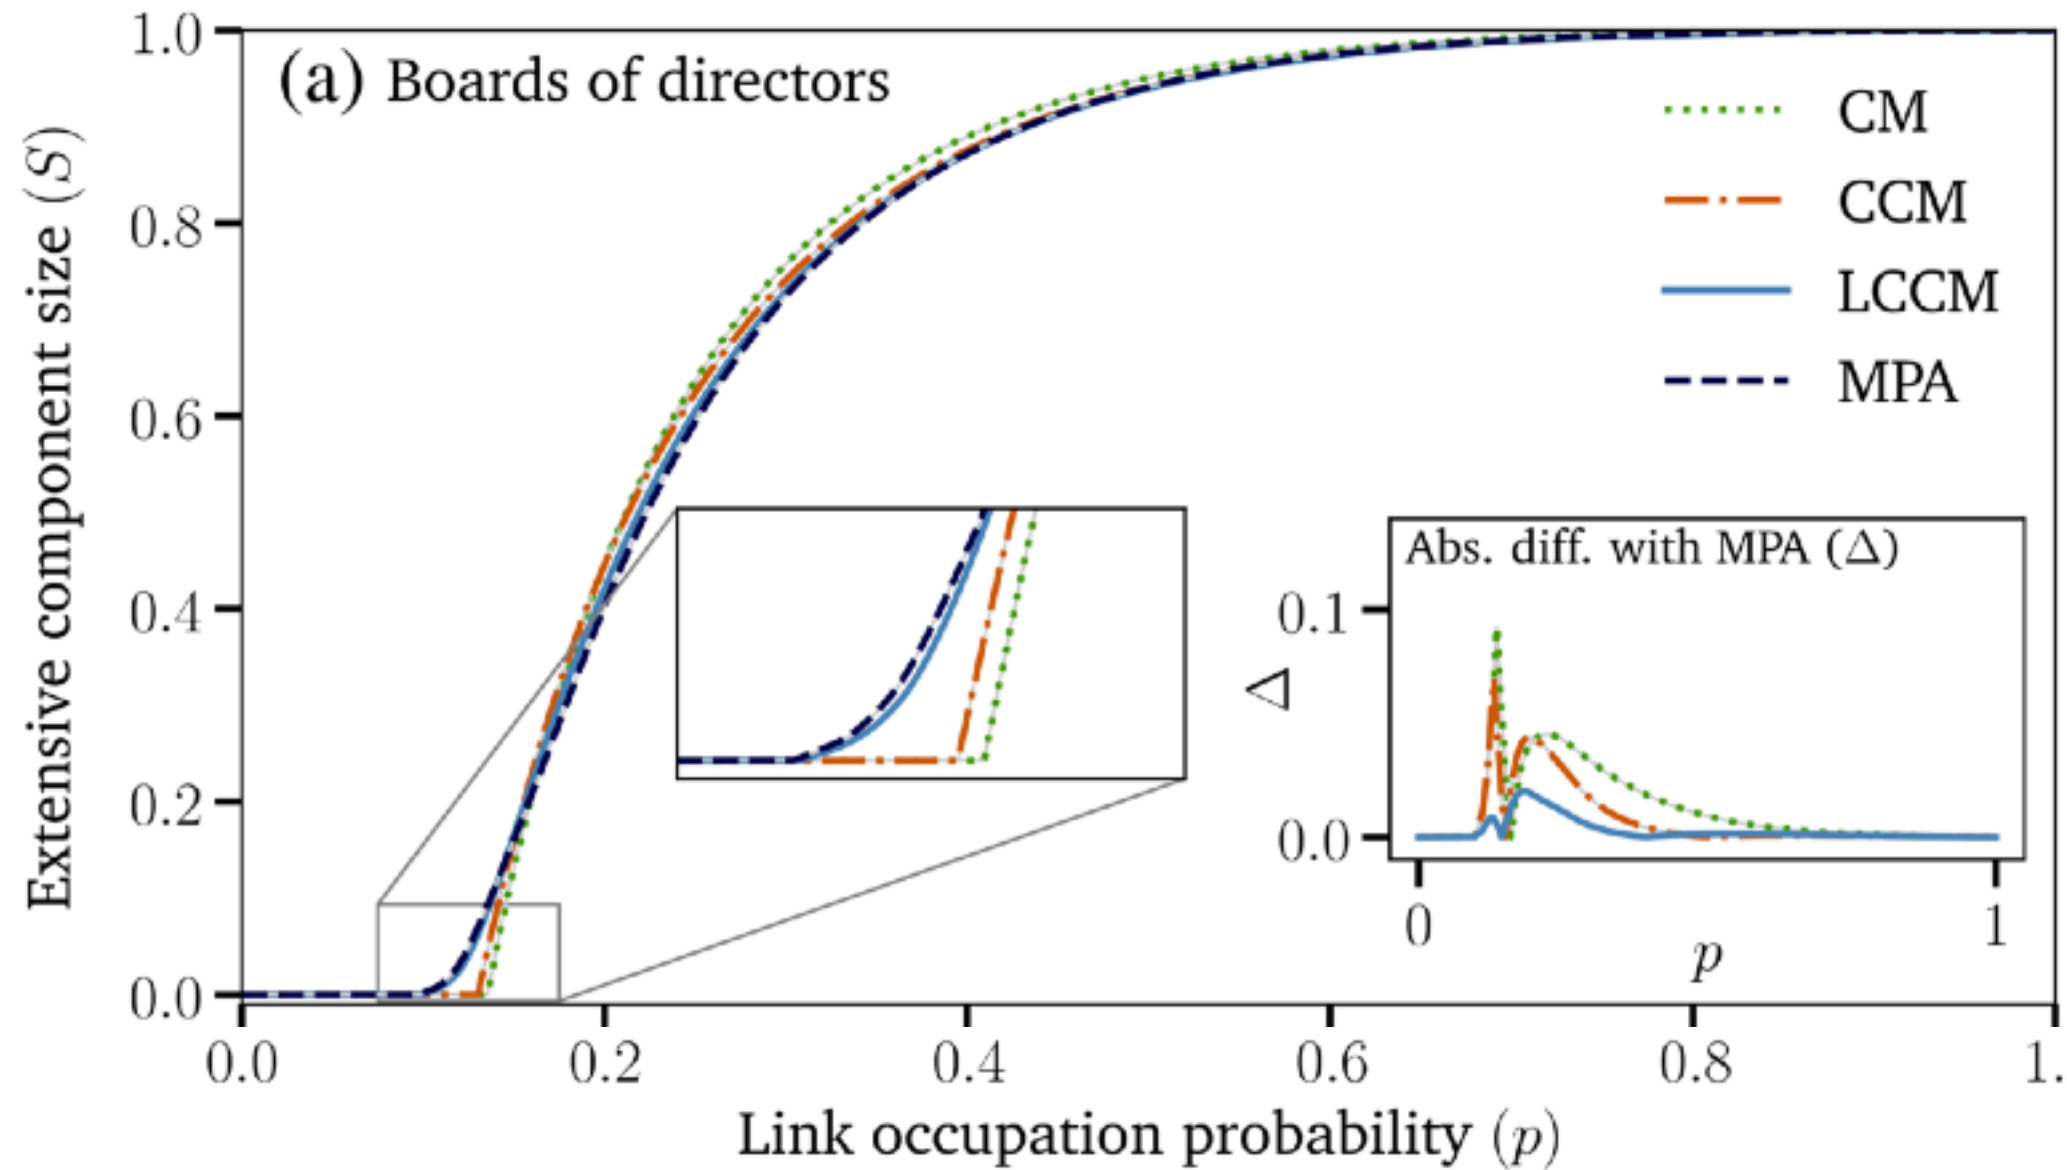 (a) Boards of directors
Extensive component size (S)
1.0
0.8
0.6
0.4
0.2
0.0
CM
CCM
LCCM
MPA
Abs. diff. with MPA (Δ)
Δ
0.1
0.0
0
1
p
0.0
0.2
0.4
0.6
0.8
1.
Link occupation probability (p)